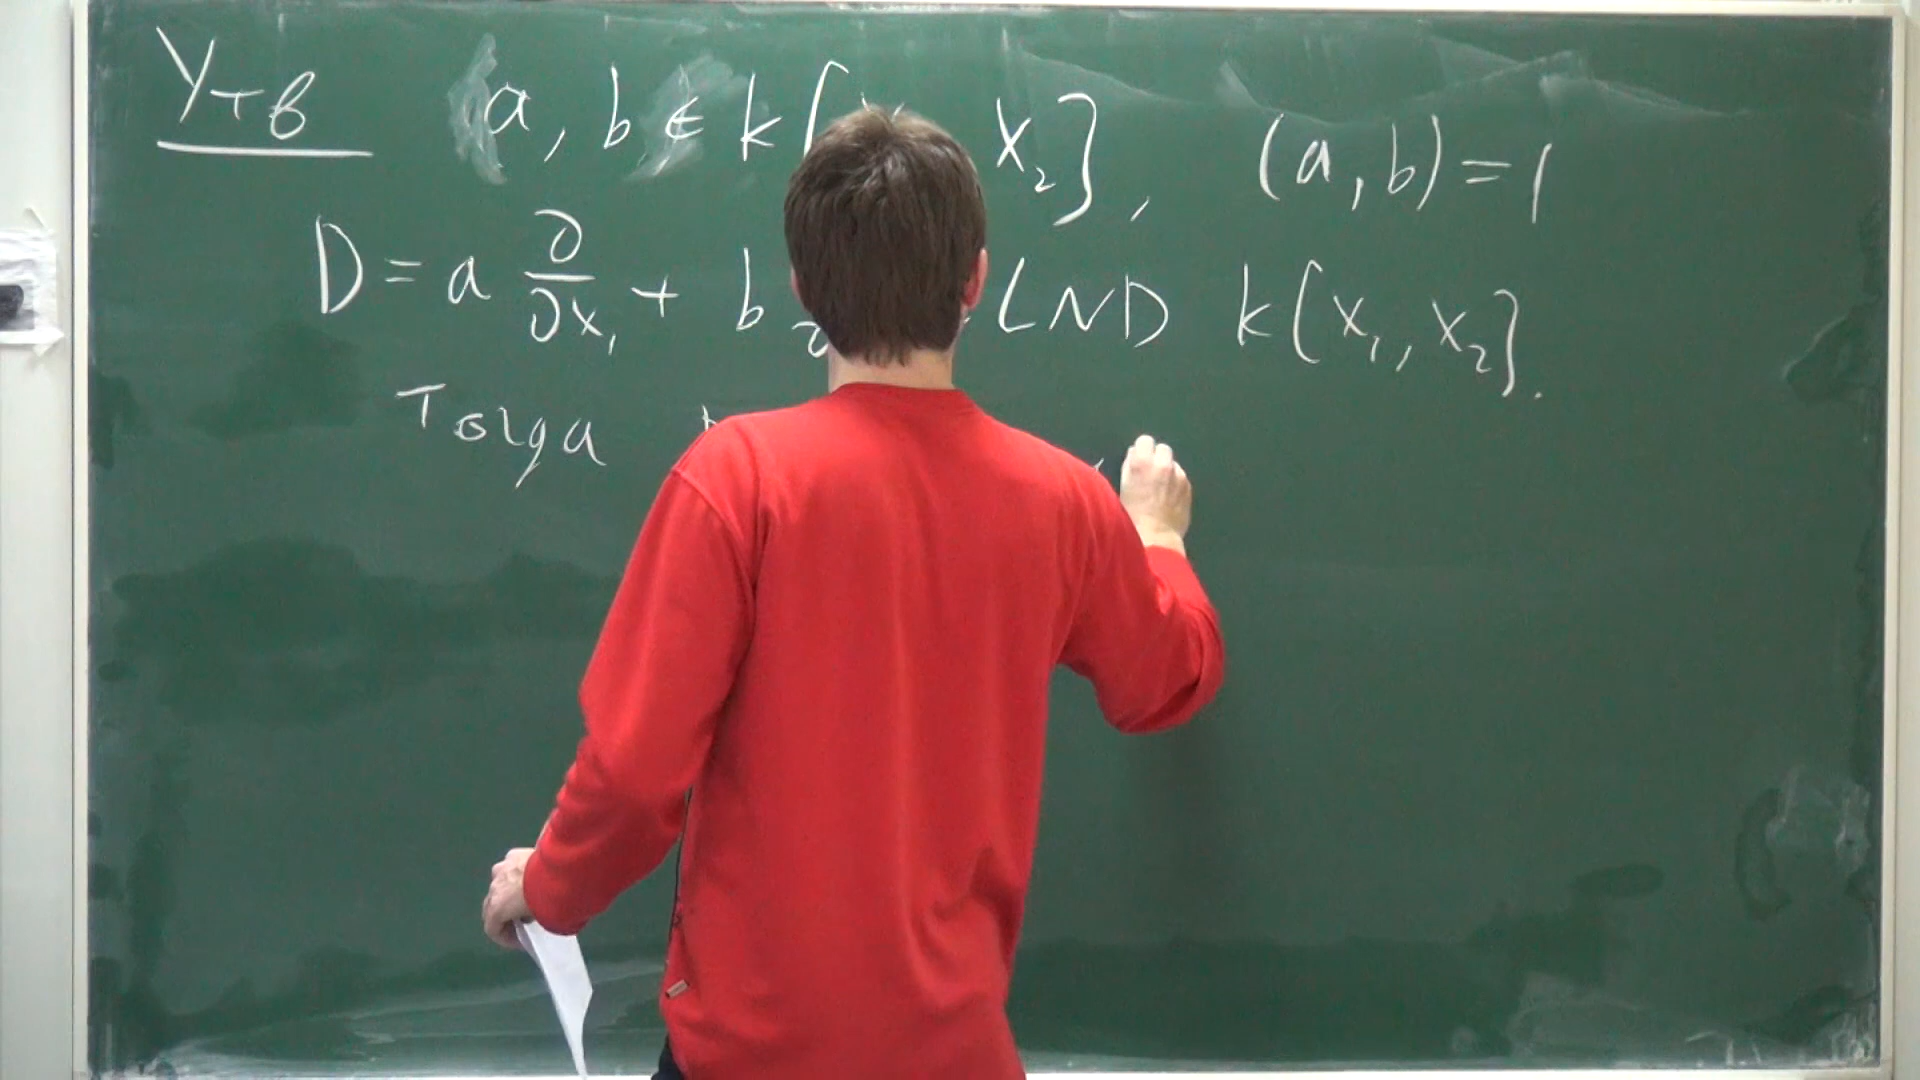 Утв a, b ∈ k[ x₂], (a, b) = 1
D = a ∂/∂x₁ + b LND k[x₁, x₂].
Тогда